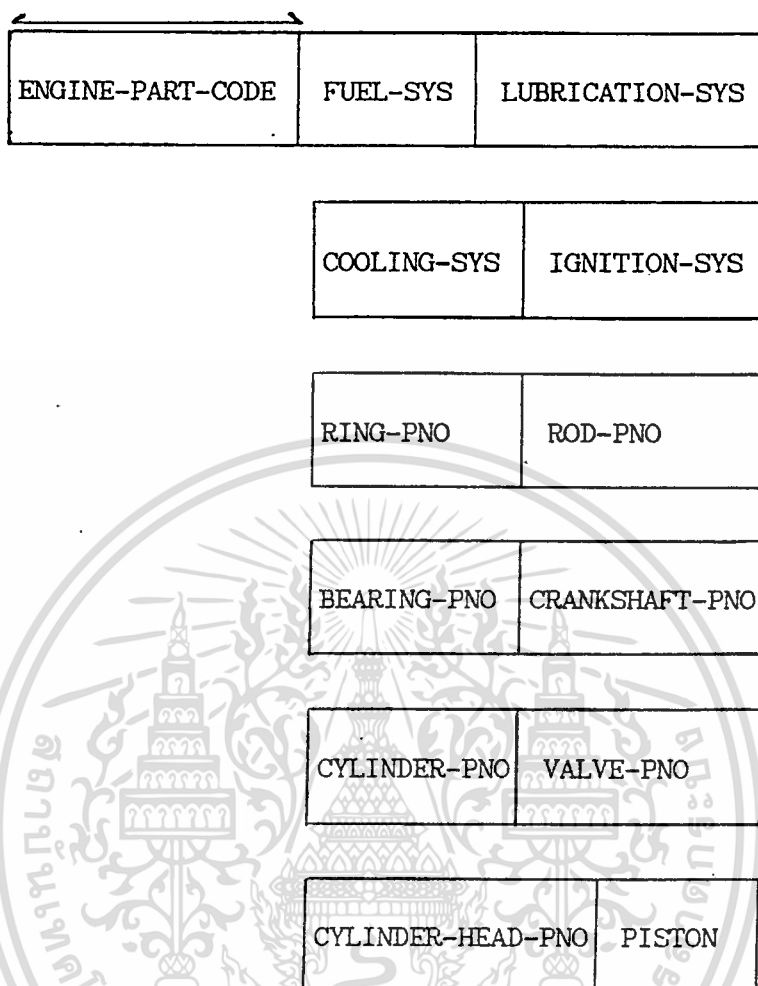 ENGINE-PART-CODE FUEL-SYS LUBRICATION-SYS
COOLING-SYS IGNITION-SYS
RING-PNO ROD-PNO
BEARING-PNO CRANKSHAFT-PNO
CYLINDER-PNO VALVE-PNO
CYLINDER-HEAD-PNO PISTON